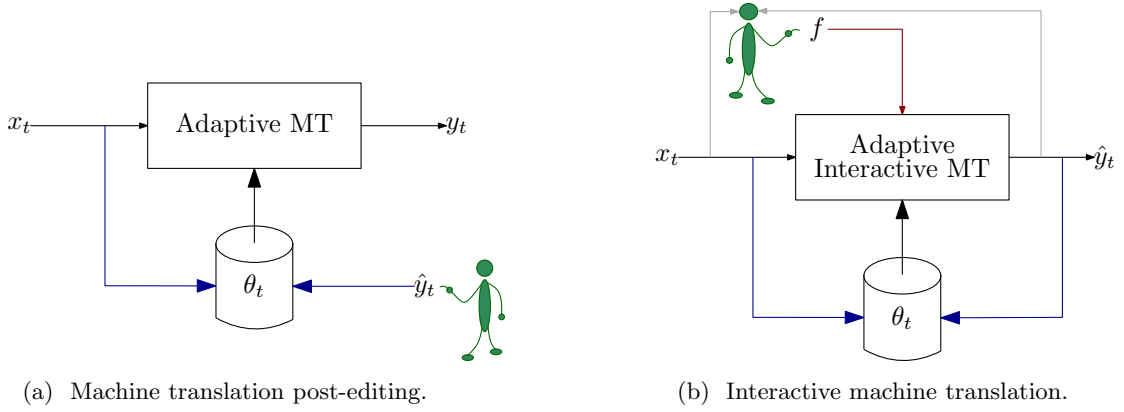 x_t
Adaptive MT
y_t
θ_t
ŷ_t
(a) Machine translation post-editing.
f
x_t
Adaptive
Interactive MT
ŷ_t
θ_t
(b) Interactive machine translation.